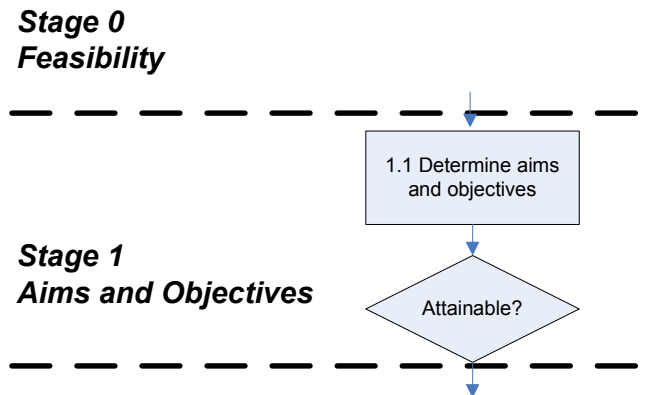 Stage 0
Feasibility
1.1 Determine aims
and objectives
Stage 1
Aims and Objectives
Attainable?